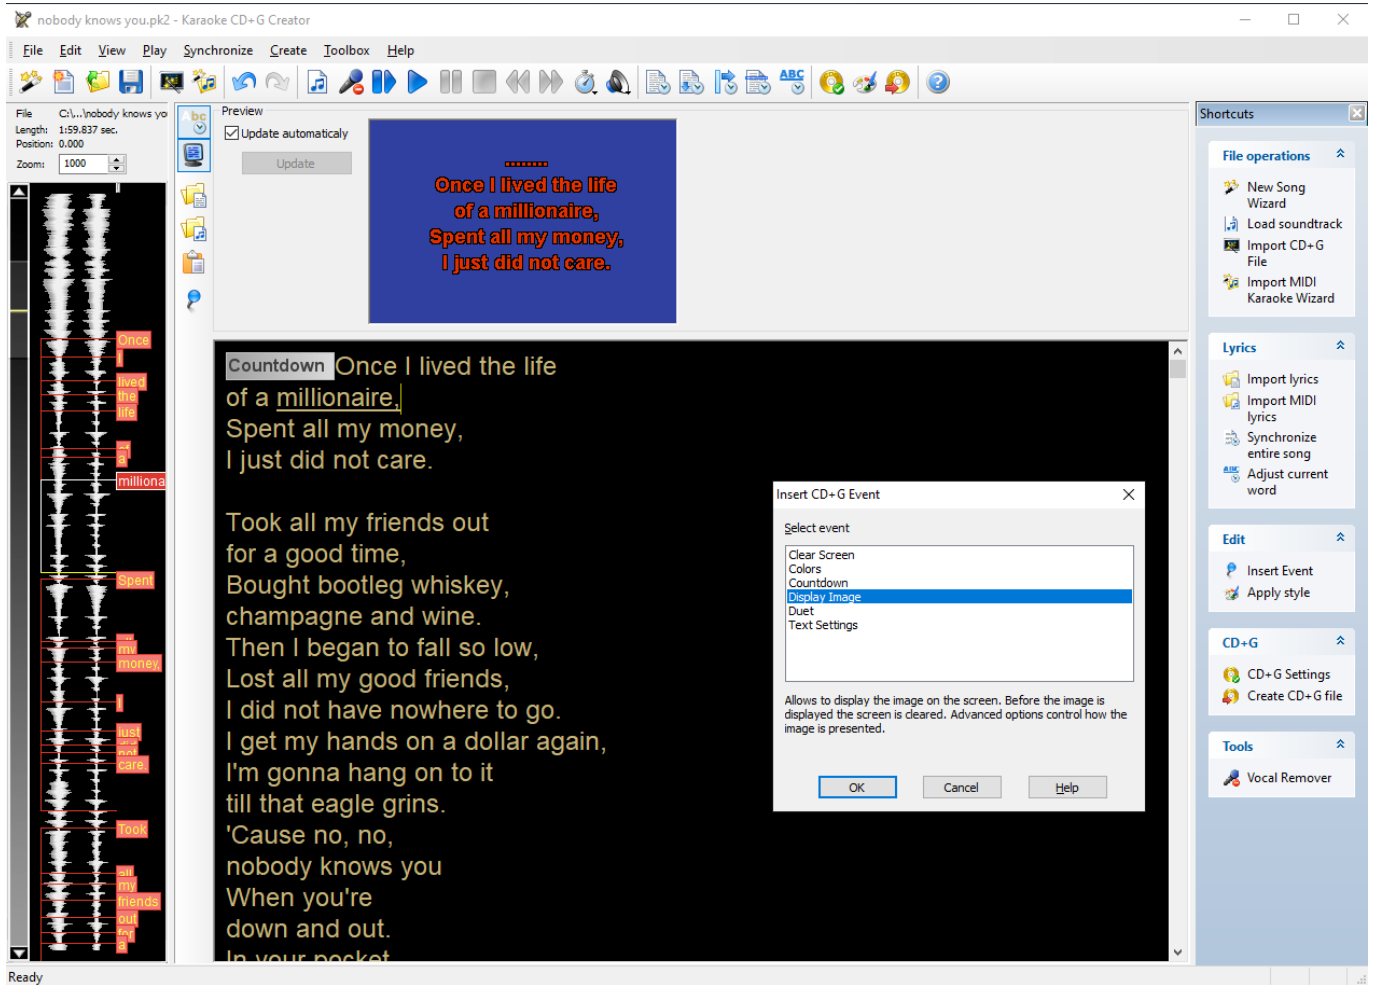 nobody knows you.pk2 - Karaoke CD+G Creator
File Edit View Play Synchronize Create Toolbox Help
ABC
File C:\...\nobody knows yo
Length: 1:59.837 sec.
Position: 0.000
Zoom: 1000
Once
I
lived
the
life
of
a
milliona
Spent
my
money,
I
just
not
care.
Took
all
my
friends
out
for
a
Abc
Preview
Update automaticaly
Update
........
Once I lived the life
of a millionaire,
Spent all my money,
I just did not care.
Countdown Once I lived the life
of a millionaire,
Spent all my money,
I just did not care.
Took all my friends out
for a good time,
Bought bootleg whiskey,
champagne and wine.
Then I began to fall so low,
Lost all my good friends,
I did not have nowhere to go.
I get my hands on a dollar again,
I'm gonna hang on to it
till that eagle grins.
'Cause no, no,
nobody knows you
When you're
down and out.
In your pocket
Insert CD+G Event
Select event
Clear Screen
Colors
Countdown
Display Image
Duet
Text Settings
Allows to display the image on the screen. Before the image is
displayed the screen is cleared. Advanced options control how the
image is presented.
OK Cancel Help
Shortcuts
File operations
New Song
Wizard
Load soundtrack
Import CD+G
File
Import MIDI
Karaoke Wizard
Lyrics
Import lyrics
Import MIDI
lyrics
Synchronize
entire song
ABC
Adjust current
word
Edit
Insert Event
Apply style
CD+G
CD+G Settings
Create CD+G file
Tools
Vocal Remover
Ready